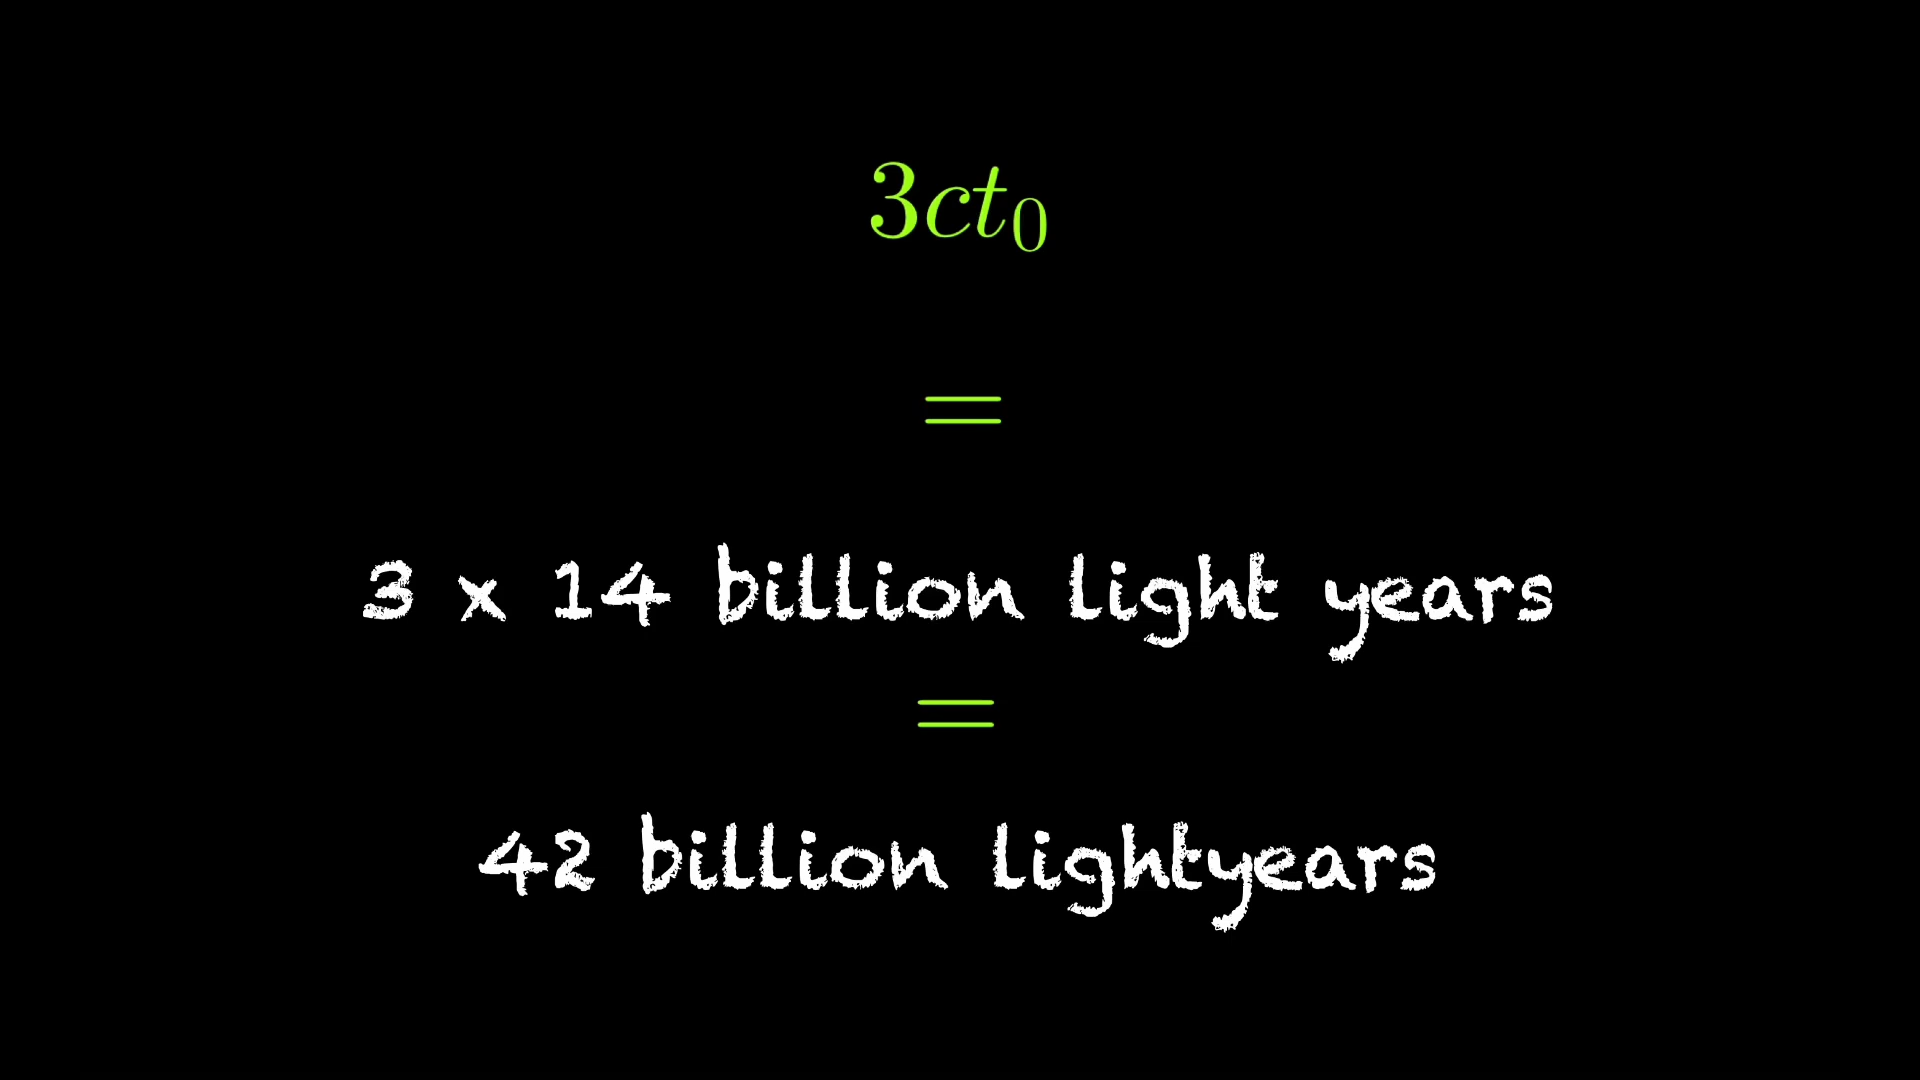 3ct₀
=
3 x 14 billion light years
=
42 billion lightyears